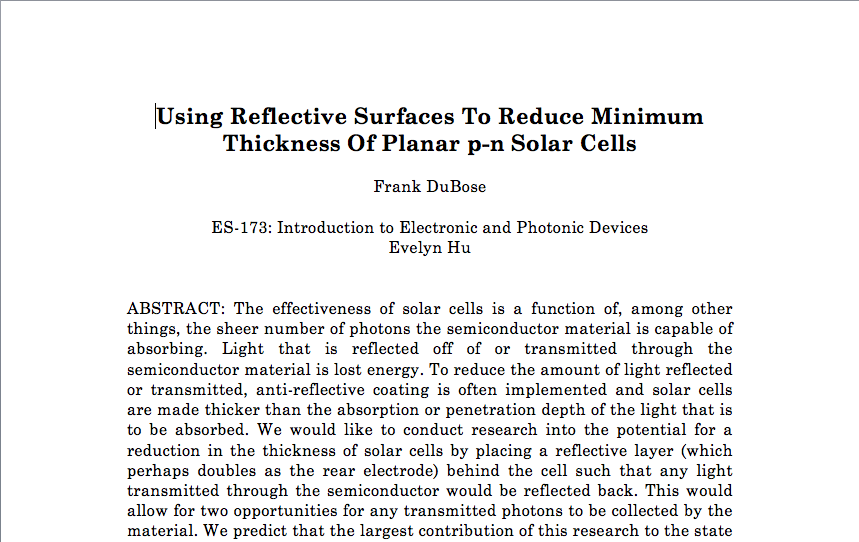 Using Reflective Surfaces To Reduce Minimum
Thickness Of Planar p-n Solar Cells
Frank DuBose
ES-173: Introduction to Electronic and Photonic Devices
Evelyn Hu
ABSTRACT: The effectiveness of solar cells is a function of, among other
things, the sheer number of photons the semiconductor material is capable of
absorbing. Light that is reflected off of or transmitted through the
semiconductor material is lost energy. To reduce the amount of light reflected
or transmitted, anti-reflective coating is often implemented and solar cells
are made thicker than the absorption or penetration depth of the light that is
to be absorbed. We would like to conduct research into the potential for a
reduction in the thickness of solar cells by placing a reflective layer (which
perhaps doubles as the rear electrode) behind the cell such that any light
transmitted through the semiconductor would be reflected back. This would
allow for two opportunities for any transmitted photons to be collected by the
material. We predict that the largest contribution of this research to the state